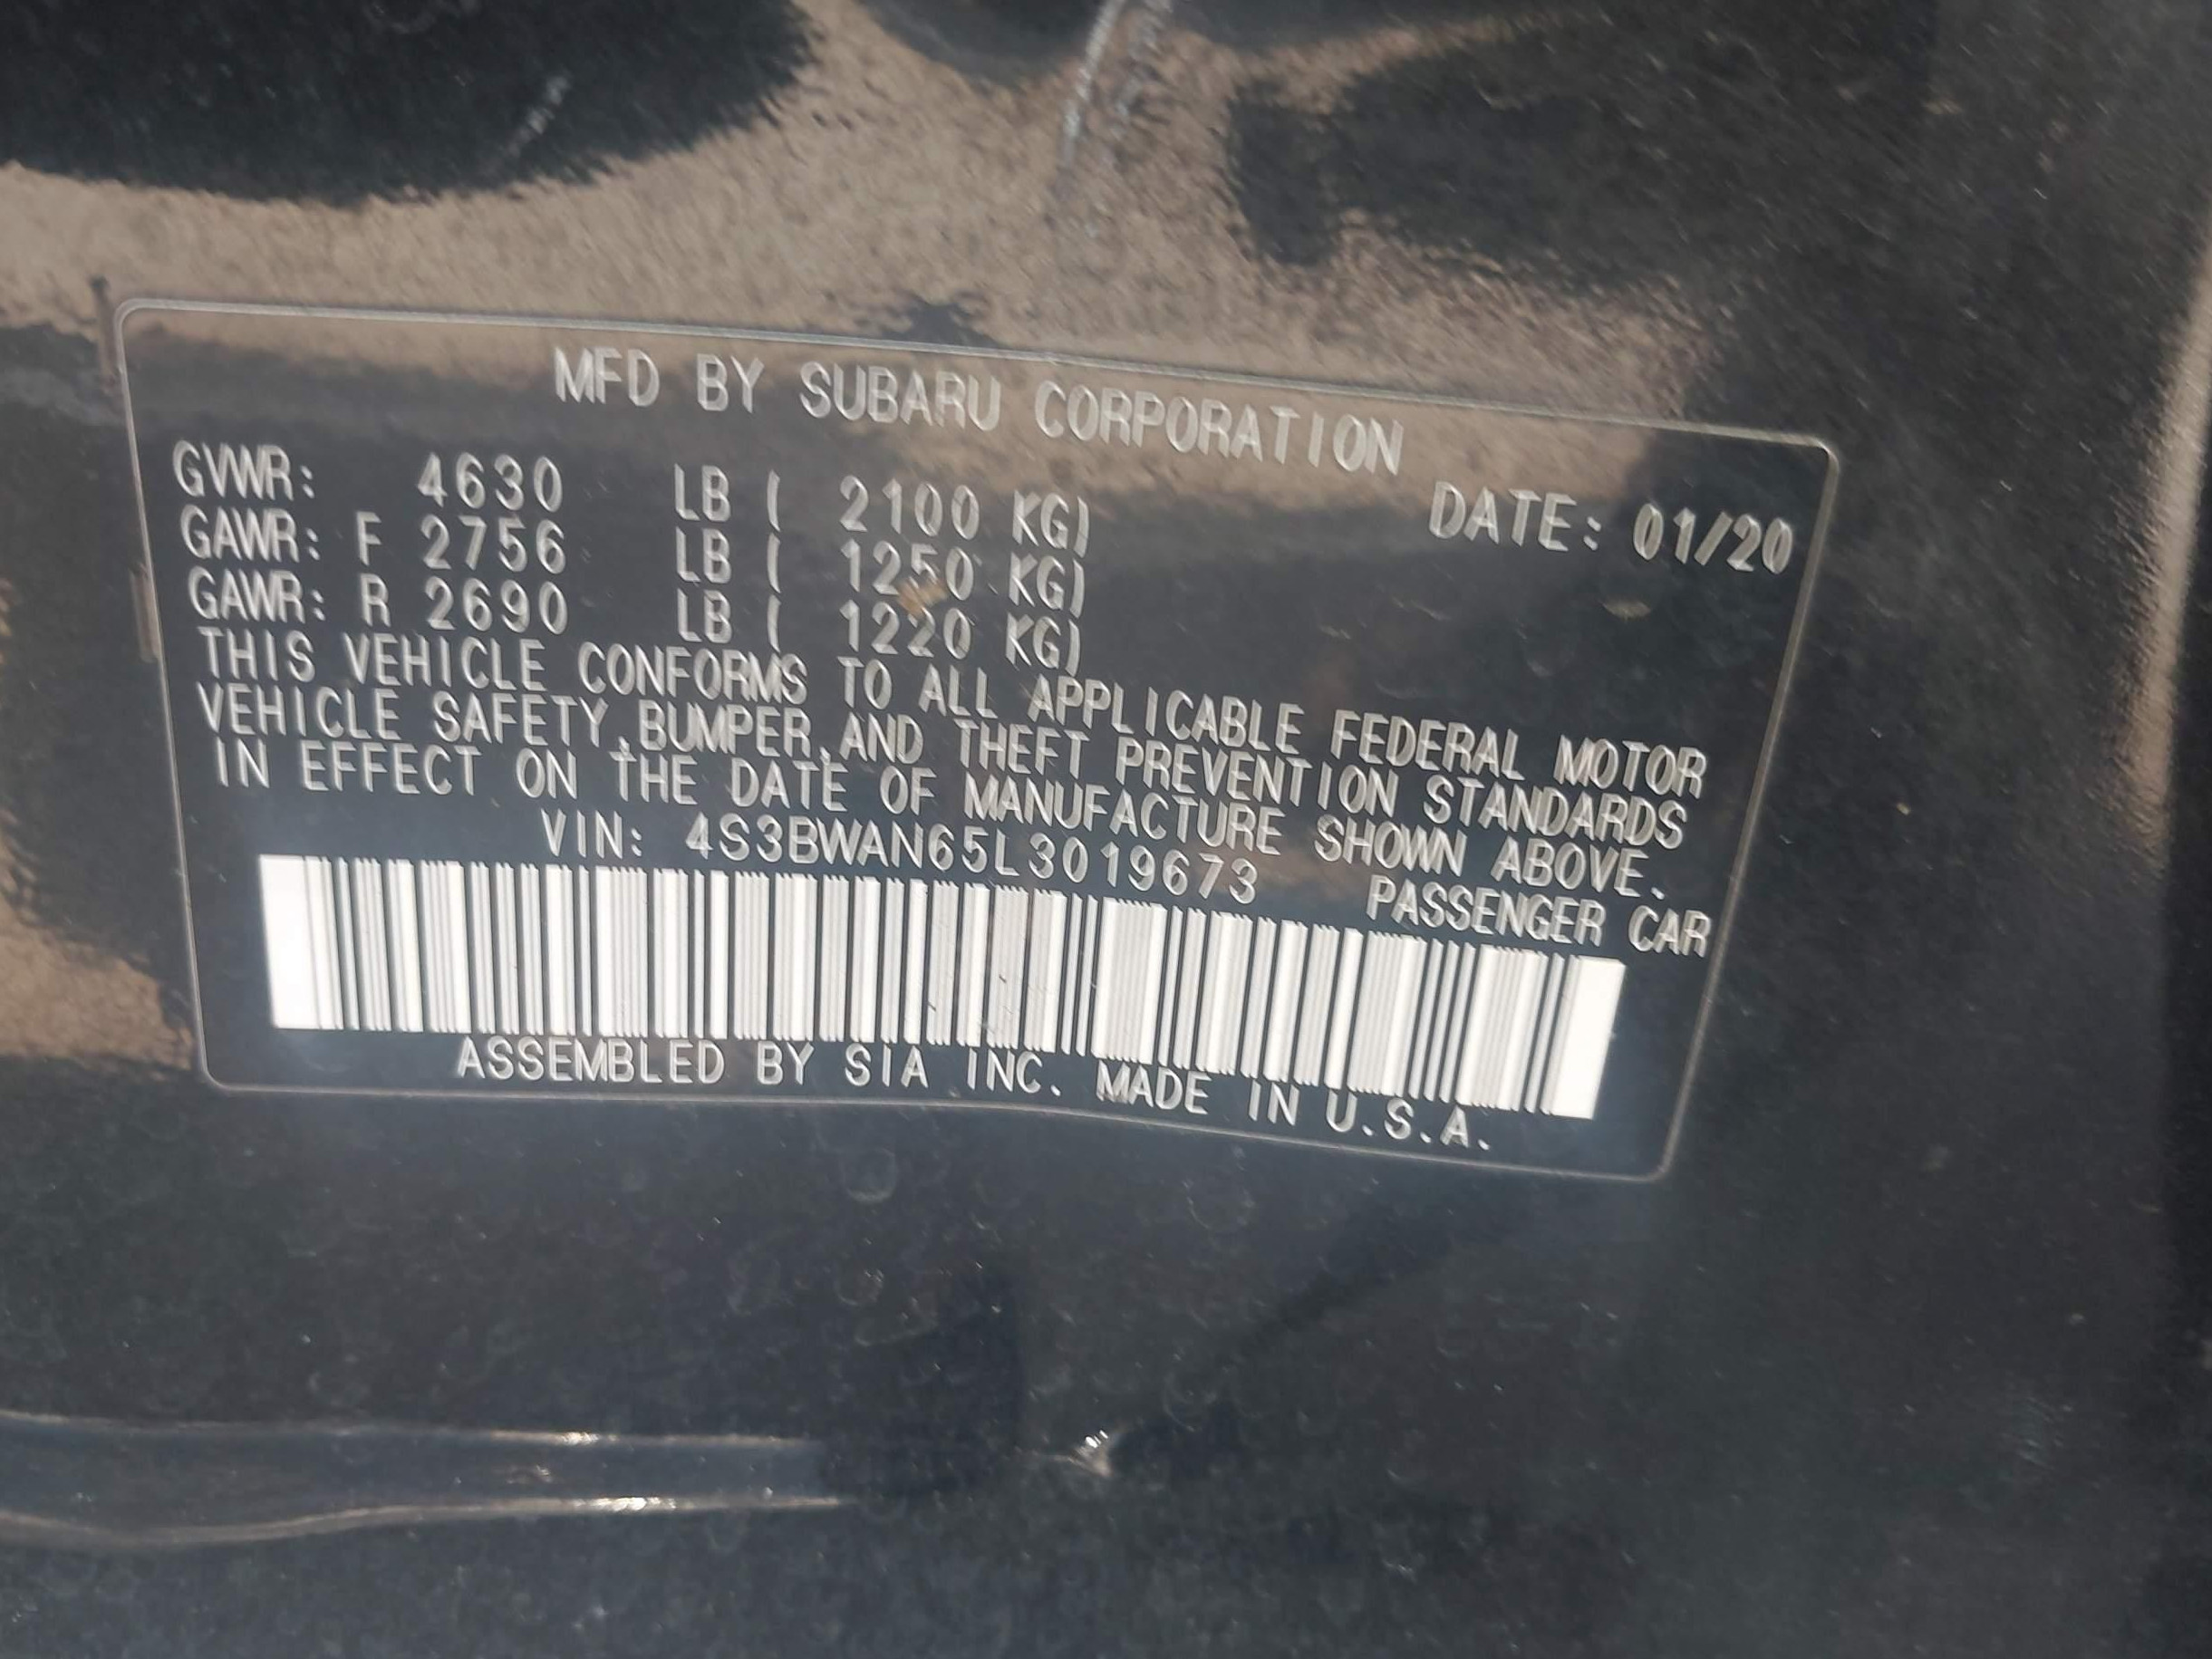 MFD BY SUBARU CORPORATION
GVWR: 4630 LB ( 2100 KG) DATE: 01/20
GAWR: F 2756 LB ( 1250 KG)
GAWR: R 2690 LB ( 1220 KG)
THIS VEHICLE CONFORMS TO ALL APPLICABLE FEDERAL MOTOR
VEHICLE SAFETY,BUMPER,AND THEFT PREVENTION STANDARDS
IN EFFECT ON THE DATE OF MANUFACTURE SHOWN ABOVE.
VIN: 4S3BWAN65L3019673 PASSENGER CAR
ASSEMBLED BY SIA INC. MADE IN U.S.A.